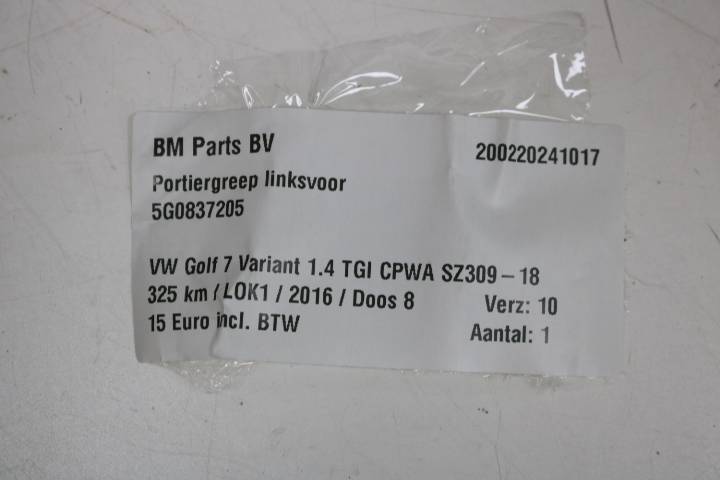 BM Parts BV 200220241017
Portiergreep linksvoor
5G0837205
VW Golf 7 Variant 1.4 TGI CPWA SZ309-18
325 km / LOK1 / 2016 / Doos 8 Verz: 10
15 Euro incl. BTW Aantal: 1